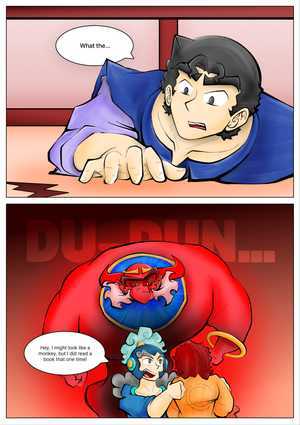 What the...
DU-DUN...
Hey, I might look like a
monkey, but I did read a
book that one time!